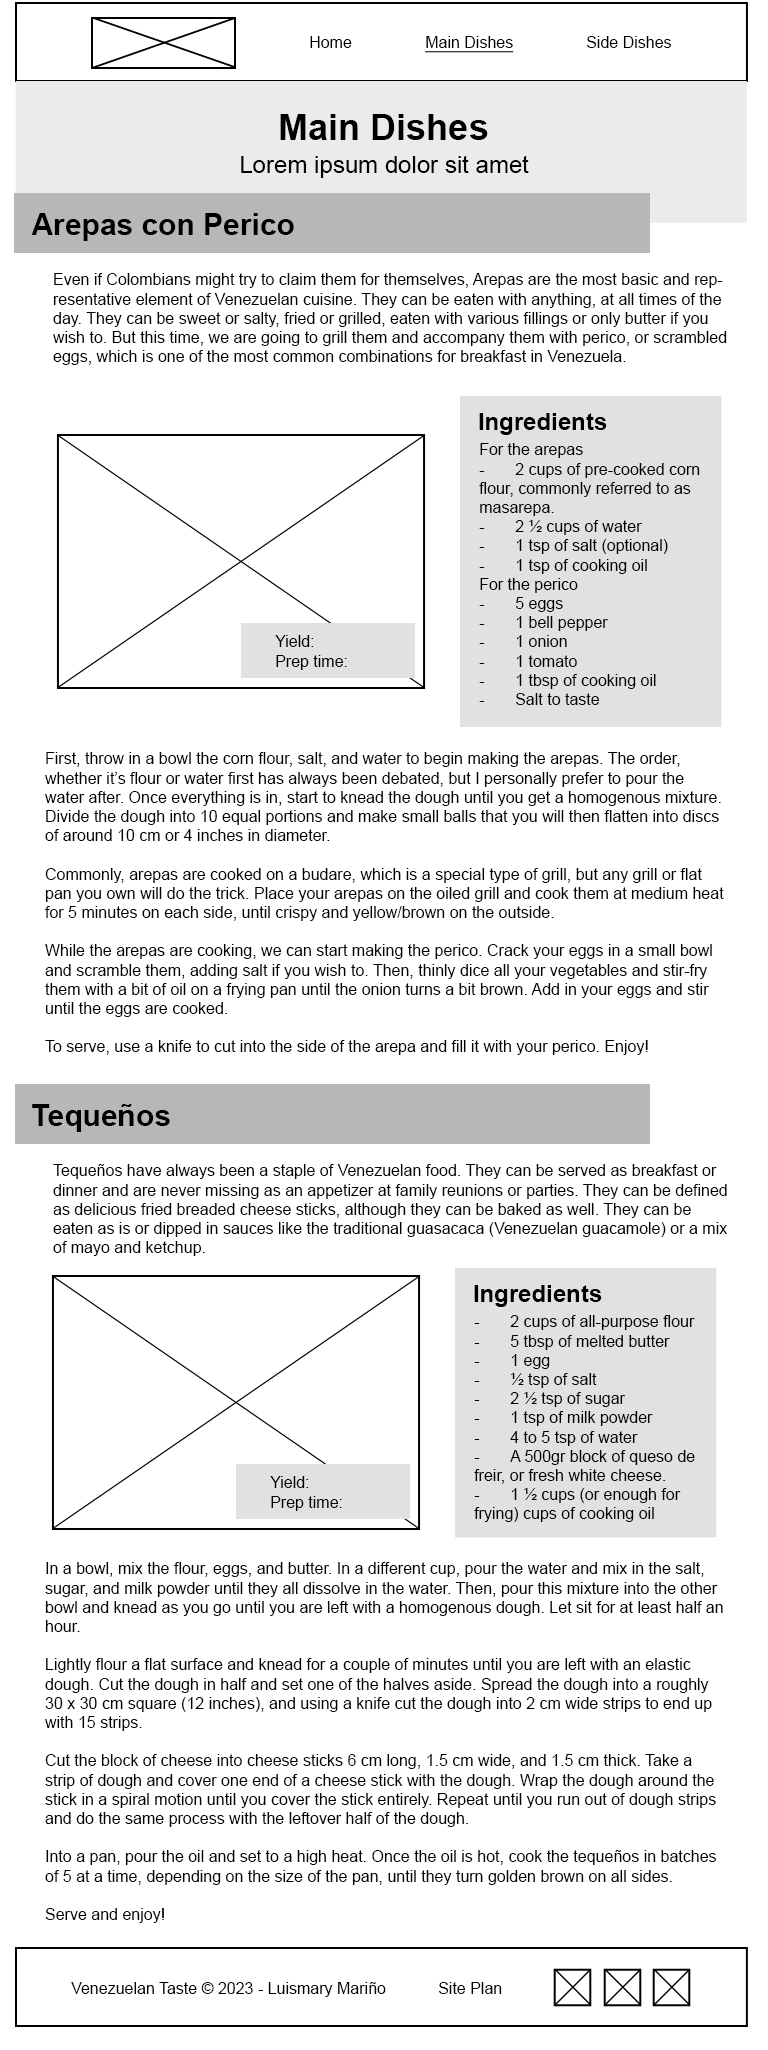 Home Main Dishes Side Dishes
Main Dishes
Lorem ipsum dolor sit amet
Arepas con Perico
Even if Colombians might try to claim them for themselves, Arepas are the most basic and rep-
resentative element of Venezuelan cuisine. They can be eaten with anything, at all times of the
day. They can be sweet or salty, fried or grilled, eaten with various fillings or only butter if you
wish to. But this time, we are going to grill them and accompany them with perico, or scrambled
eggs, which is one of the most common combinations for breakfast in Venezuela.
Yield:
Prep time:
Ingredients
For the arepas
- 2 cups of pre-cooked corn
flour, commonly referred to as
masarepa.
- 2 ½ cups of water
- 1 tsp of salt (optional)
- 1 tsp of cooking oil
For the perico
- 5 eggs
- 1 bell pepper
- 1 onion
- 1 tomato
- 1 tbsp of cooking oil
- Salt to taste
First, throw in a bowl the corn flour, salt, and water to begin making the arepas. The order,
whether it’s flour or water first has always been debated, but I personally prefer to pour the
water after. Once everything is in, start to knead the dough until you get a homogenous mixture.
Divide the dough into 10 equal portions and make small balls that you will then flatten into discs
of around 10 cm or 4 inches in diameter.
Commonly, arepas are cooked on a budare, which is a special type of grill, but any grill or flat
pan you own will do the trick. Place your arepas on the oiled grill and cook them at medium heat
for 5 minutes on each side, until crispy and yellow/brown on the outside.
While the arepas are cooking, we can start making the perico. Crack your eggs in a small bowl
and scramble them, adding salt if you wish to. Then, thinly dice all your vegetables and stir-fry
them with a bit of oil on a frying pan until the onion turns a bit brown. Add in your eggs and stir
until the eggs are cooked.
To serve, use a knife to cut into the side of the arepa and fill it with your perico. Enjoy!
Tequeños
Tequeños have always been a staple of Venezuelan food. They can be served as breakfast or
dinner and are never missing as an appetizer at family reunions or parties. They can be defined
as delicious fried breaded cheese sticks, although they can be baked as well. They can be
eaten as is or dipped in sauces like the traditional guasacaca (Venezuelan guacamole) or a mix
of mayo and ketchup.
Yield:
Prep time:
Ingredients
- 2 cups of all-purpose flour
- 5 tbsp of melted butter
- 1 egg
- ½ tsp of salt
- 2 ½ tsp of sugar
- 1 tsp of milk powder
- 4 to 5 tsp of water
- A 500gr block of queso de
freir, or fresh white cheese.
- 1 ½ cups (or enough for
frying) cups of cooking oil
In a bowl, mix the flour, eggs, and butter. In a different cup, pour the water and mix in the salt,
sugar, and milk powder until they all dissolve in the water. Then, pour this mixture into the other
bowl and knead as you go until you are left with a homogenous dough. Let sit for at least half an
hour.
Lightly flour a flat surface and knead for a couple of minutes until you are left with an elastic
dough. Cut the dough in half and set one of the halves aside. Spread the dough into a roughly
30 x 30 cm square (12 inches), and using a knife cut the dough into 2 cm wide strips to end up
with 15 strips.
Cut the block of cheese into cheese sticks 6 cm long, 1.5 cm wide, and 1.5 cm thick. Take a
strip of dough and cover one end of a cheese stick with the dough. Wrap the dough around the
stick in a spiral motion until you cover the stick entirely. Repeat until you run out of dough strips
and do the same process with the leftover half of the dough.
Into a pan, pour the oil and set to a high heat. Once the oil is hot, cook the tequeños in batches
of 5 at a time, depending on the size of the pan, until they turn golden brown on all sides.
Serve and enjoy!
Venezuelan Taste © 2023 - Luismary Mariño Site Plan